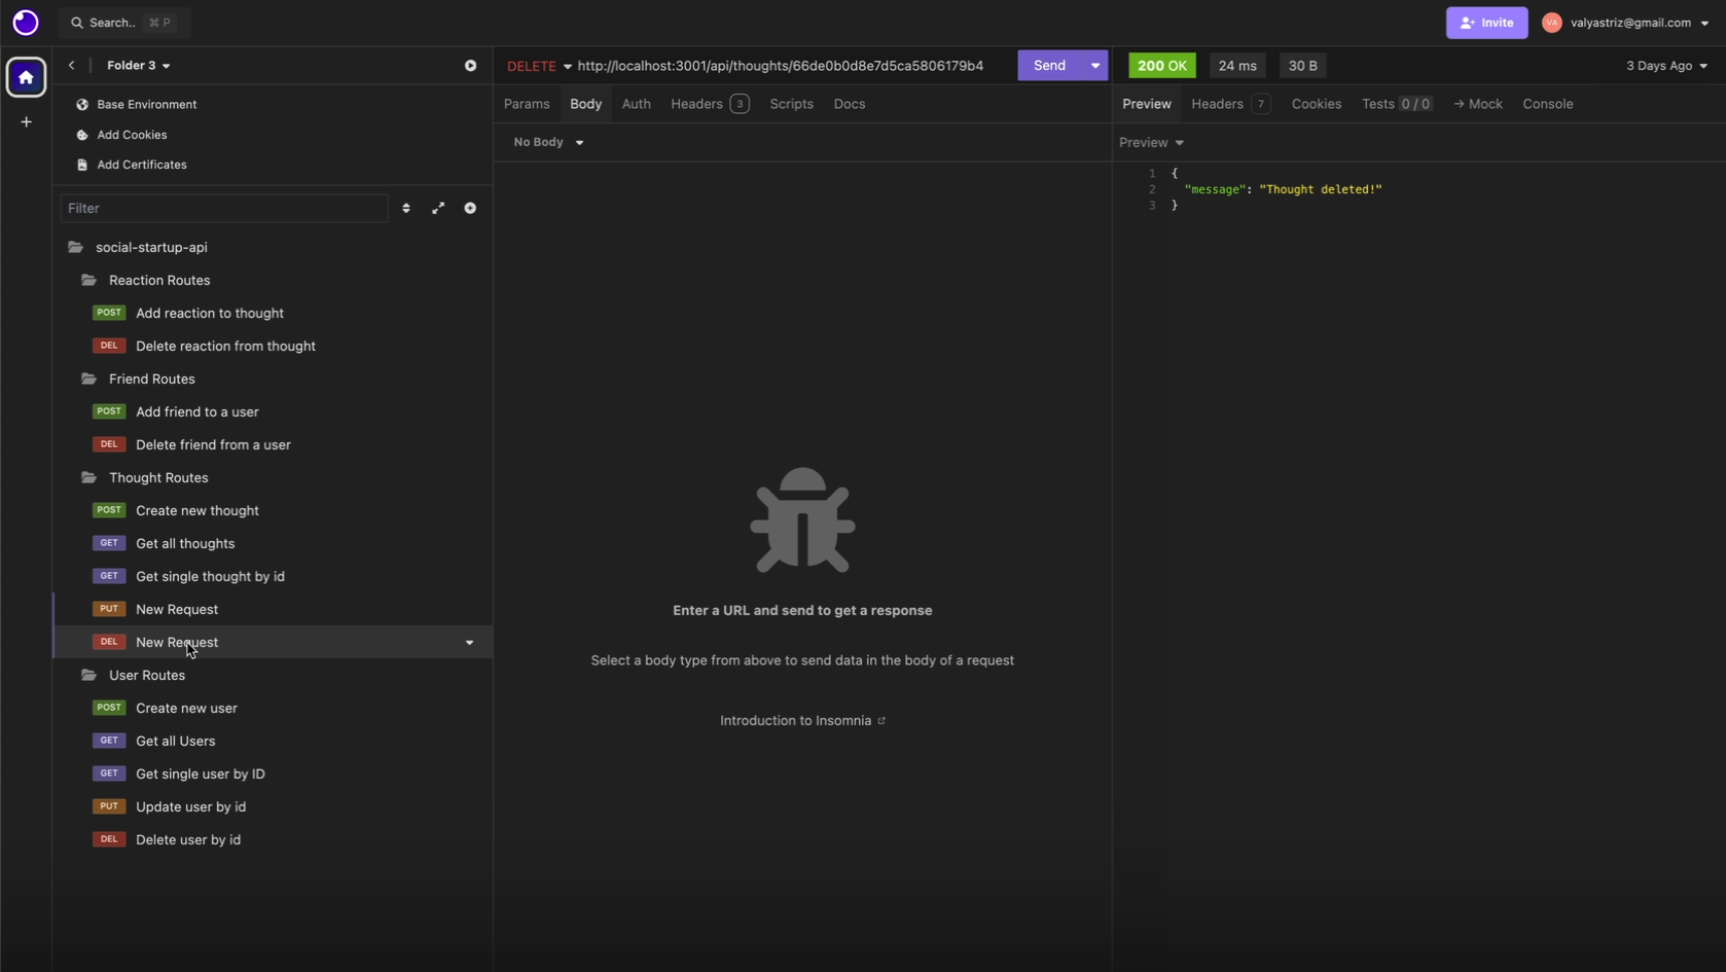 Search.. ⌘ P
Invite
VA valyastriz@gmail.com
Folder 3
DELETE http://localhost:3001/api/thoughts/66de0b0d8e7d5ca5806179b4 Send
200 OK 24 ms 30 B 3 Days Ago
Base Environment
Add Cookies
Add Certificates
Params Body Auth Headers 3 Scripts Docs
Preview Headers 7 Cookies Tests 0 / 0 → Mock Console
No Body
Preview
1 {
2 "message": "Thought deleted!"
3 }
Filter
social-startup-api
Reaction Routes
POST Add reaction to thought
DEL Delete reaction from thought
Friend Routes
POST Add friend to a user
DEL Delete friend from a user
Thought Routes
POST Create new thought
GET Get all thoughts
GET Get single thought by id
PUT New Request
DEL New Request
User Routes
POST Create new user
GET Get all Users
GET Get single user by ID
PUT Update user by id
DEL Delete user by id
Enter a URL and send to get a response
Select a body type from above to send data in the body of a request
Introduction to Insomnia